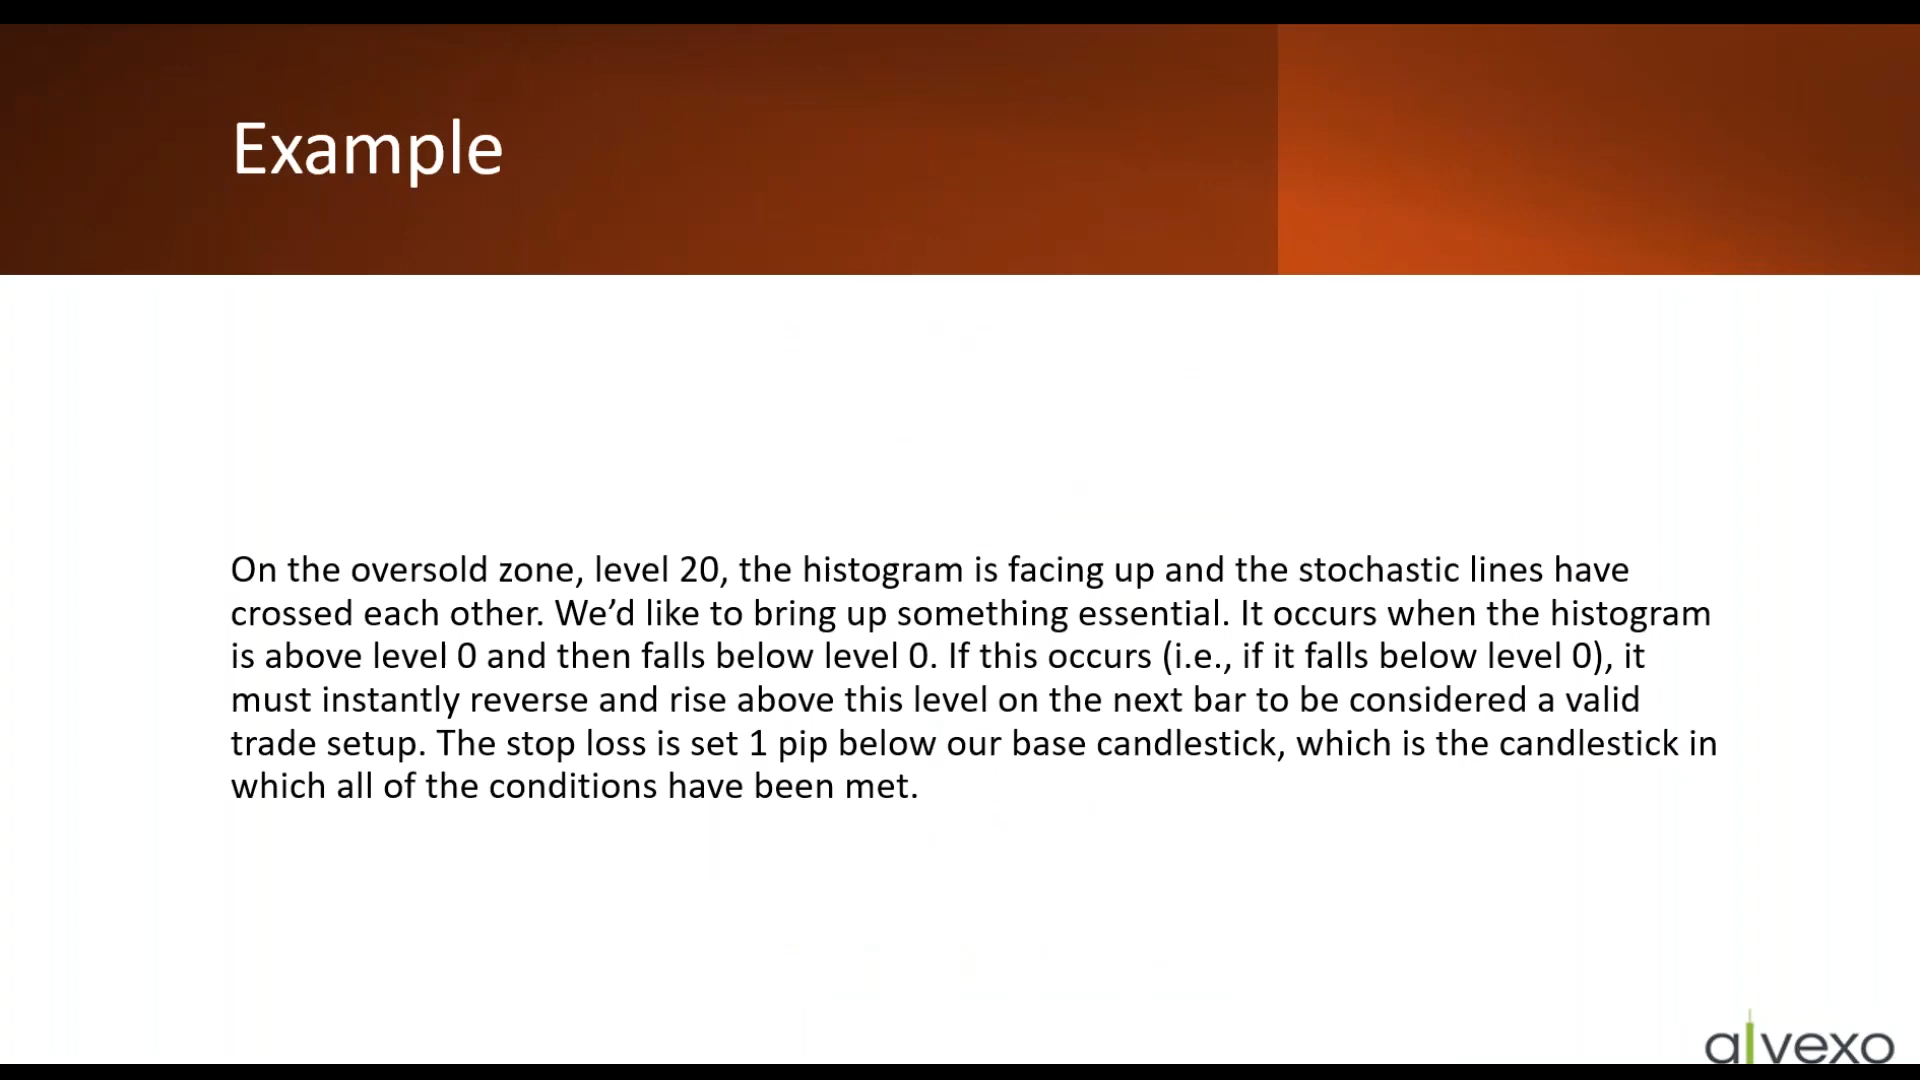 Example
On the oversold zone, level 20, the histogram is facing up and the stochastic lines have
crossed each other. We’d like to bring up something essential. It occurs when the histogram
is above level 0 and then falls below level 0. If this occurs (i.e., if it falls below level 0), it
must instantly reverse and rise above this level on the next bar to be considered a valid
trade setup. The stop loss is set 1 pip below our base candlestick, which is the candlestick in
which all of the conditions have been met.
alvexo